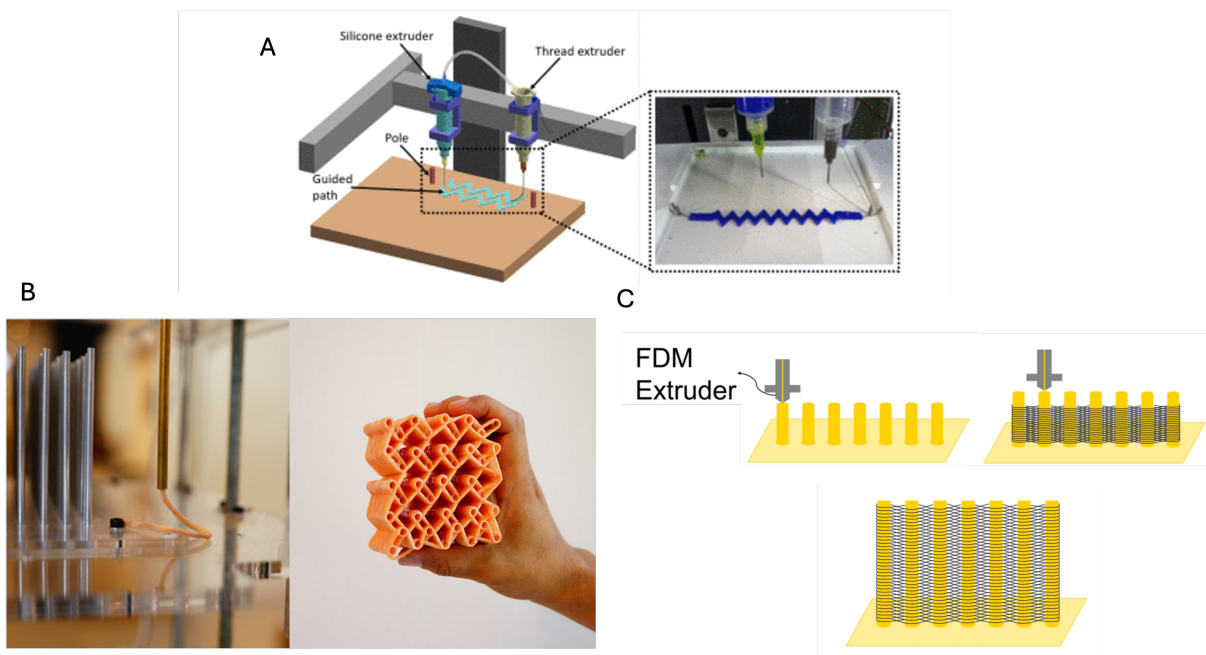 A
Silicone extruder
Thread extruder
Pole
Guided
path
B
C
FDM
Extruder